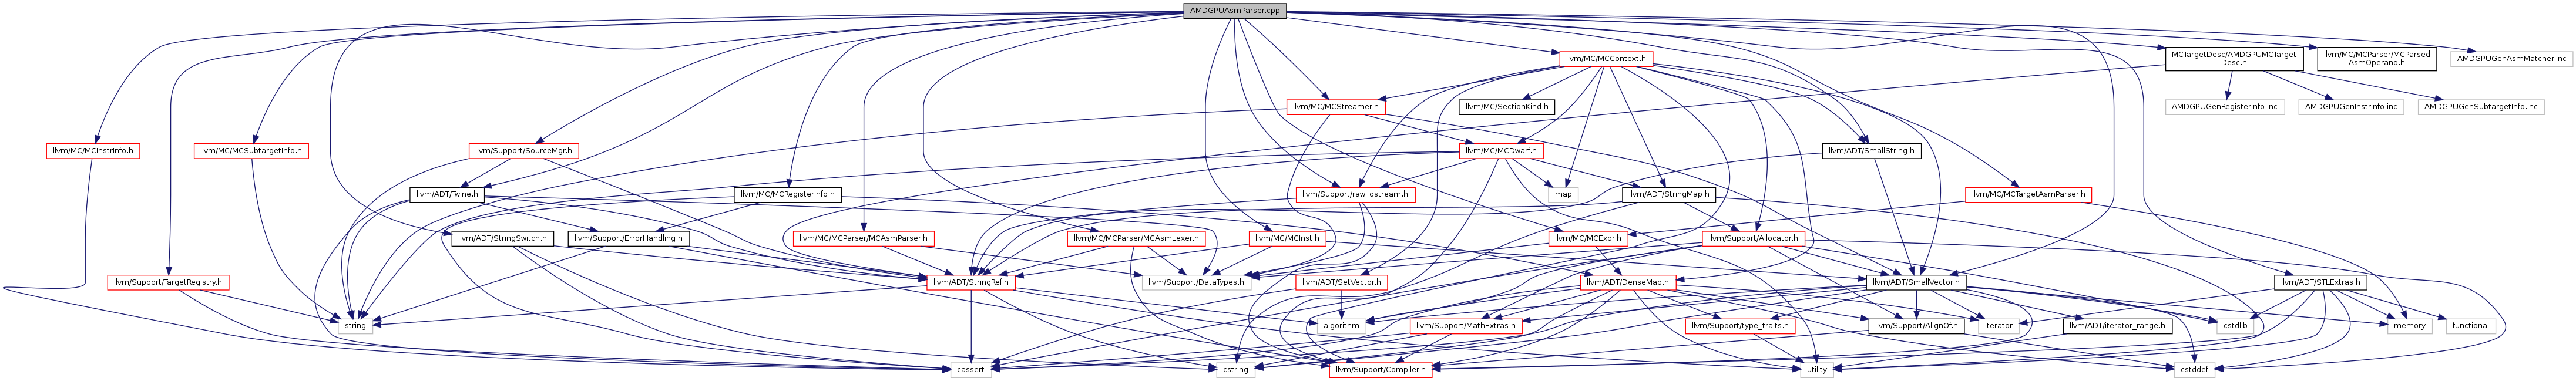 AMDGPUAsmParser.cpp
llvm/MC/MCContext.h
MCTargetDesc/AMDGPUMCTarget
Desc.h
llvm/MC/MCParser/MCParsed
AsmOperand.h
AMDGPUGenAsmMatcher.inc
llvm/MC/MCStreamer.h
llvm/MC/SectionKind.h
AMDGPUGenRegisterInfo.inc
AMDGPUGenInstrInfo.inc
AMDGPUGenSubtargetInfo.inc
llvm/MC/MCInstrInfo.h
llvm/MC/MCSubtargetInfo.h
llvm/Support/SourceMgr.h
llvm/MC/MCDwarf.h
llvm/ADT/SmallString.h
llvm/ADT/Twine.h
llvm/MC/MCRegisterInfo.h
llvm/Support/raw_ostream.h
map
llvm/ADT/StringMap.h
llvm/MC/MCTargetAsmParser.h
llvm/ADT/StringSwitch.h
llvm/Support/ErrorHandling.h
llvm/MC/MCParser/MCAsmParser.h
llvm/MC/MCParser/MCAsmLexer.h
llvm/MC/MCInst.h
llvm/MC/MCExpr.h
llvm/Support/Allocator.h
llvm/Support/TargetRegistry.h
llvm/ADT/StringRef.h
llvm/Support/DataTypes.h
llvm/ADT/SetVector.h
llvm/ADT/DenseMap.h
llvm/ADT/SmallVector.h
llvm/ADT/STLExtras.h
string
algorithm
llvm/Support/MathExtras.h
llvm/Support/type_traits.h
llvm/Support/AlignOf.h
iterator
llvm/ADT/iterator_range.h
cstdlib
memory
functional
cassert
cstring
llvm/Support/Compiler.h
utility
cstddef